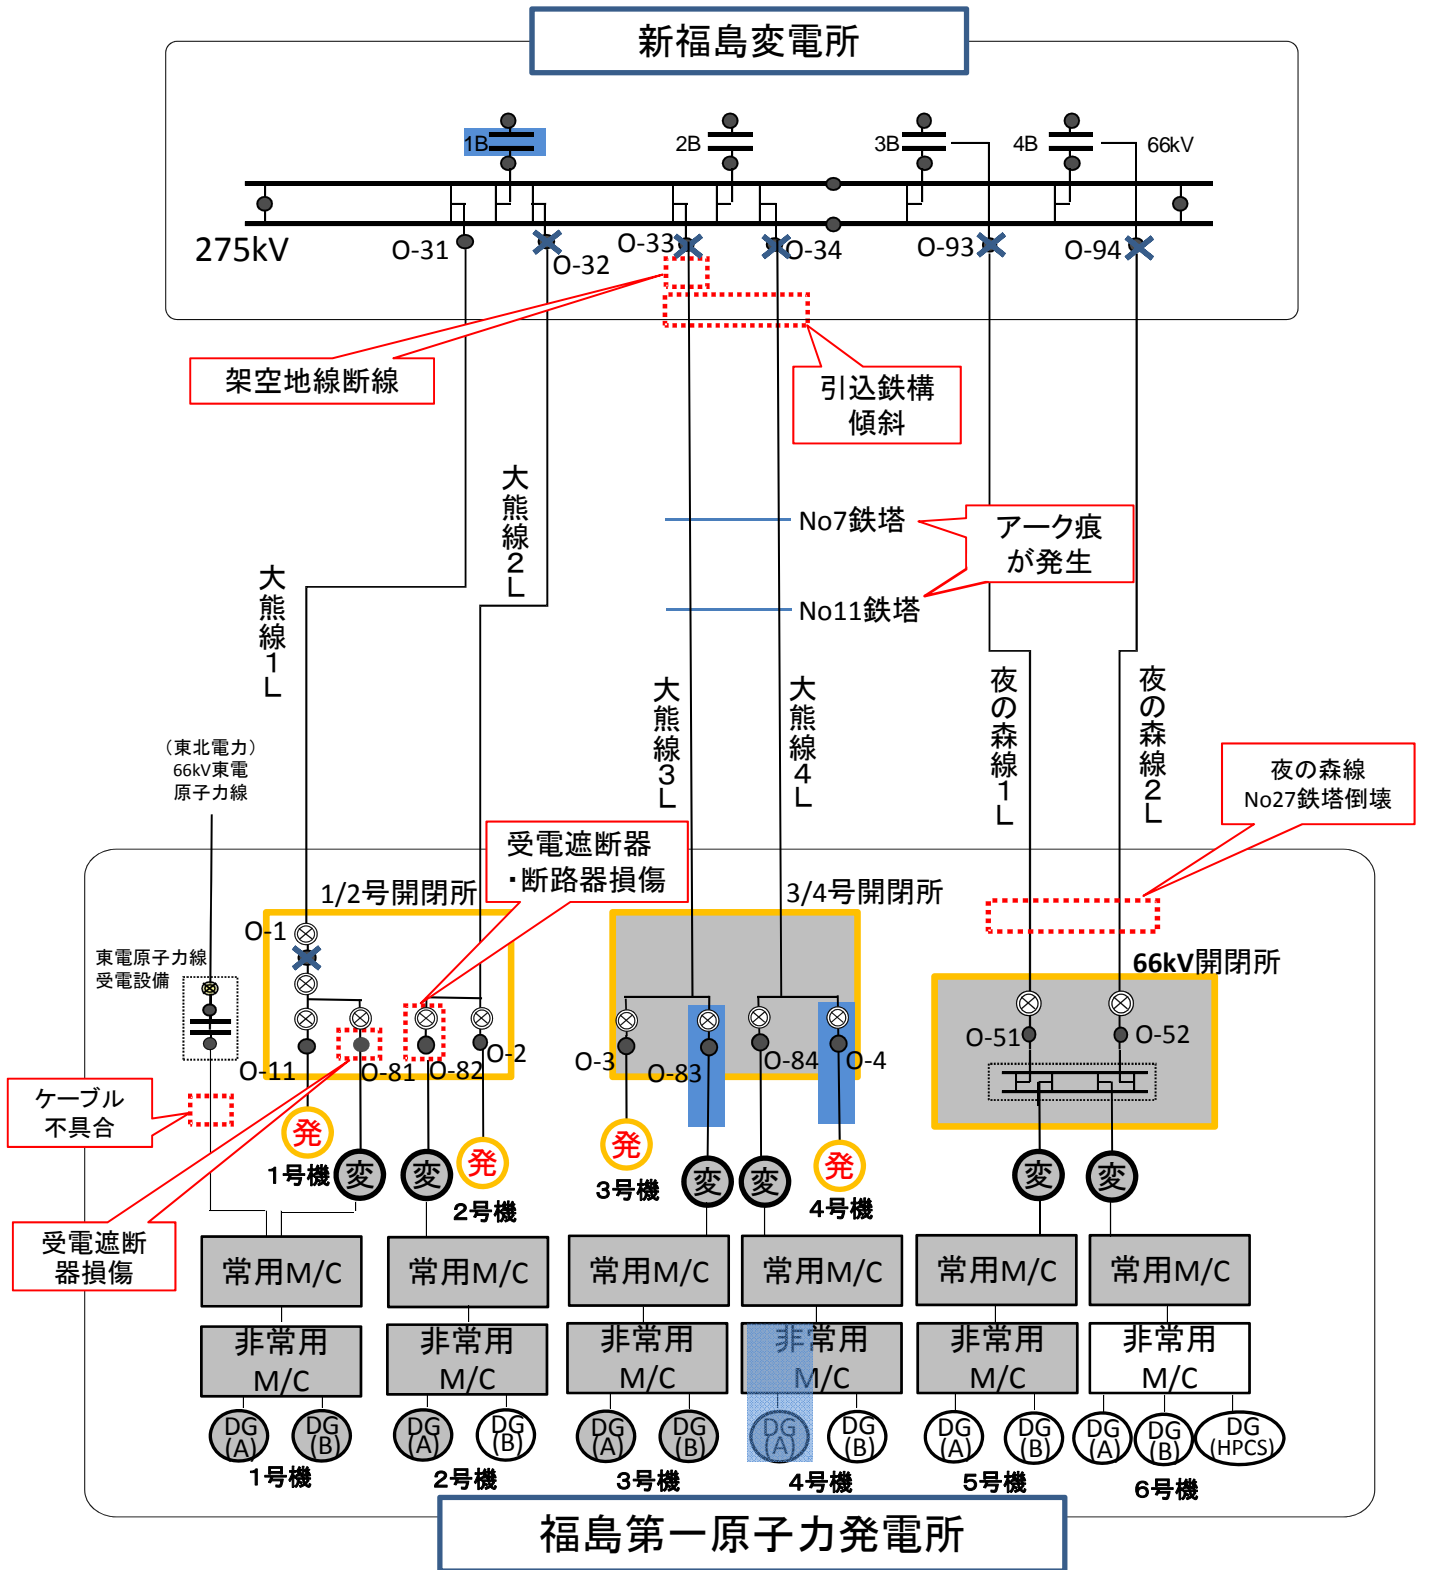 新福島変電所
1B
2B
3B
4B
66kV
275kV
O-31
O-32
O-33
O-34
O-93
O-94
架空地線断線
引込鉄構
傾斜
大熊線1L
大熊線2L
No7鉄塔
No11鉄塔
アーク痕
が発生
大熊線3L
大熊線4L
夜の森線1L
夜の森線2L
(東北電力)
66kV東電
原子力線
夜の森線
No27鉄塔倒壊
受電遮断器
・断路器損傷
1/2号開閉所
3/4号開閉所
66kV開閉所
東電原子力線
受電設備
O-1
O-11
O-81
O-82
O-2
O-3
O-83
O-84
O-4
O-51
O-52
ケーブル
不具合
受電遮断
器損傷
発
1号機
変
変
発
2号機
発
3号機
変
変
発
4号機
変
変
常用M/C
常用M/C
常用M/C
常用M/C
常用M/C
常用M/C
非常用
M/C
非常用
M/C
非常用
M/C
非常用
M/C
非常用
M/C
非常用
M/C
DG
(A)
DG
(B)
DG
(A)
DG
(B)
DG
(A)
DG
(B)
DG
(A)
DG
(B)
DG
(A)
DG
(B)
DG
(A)
DG
(B)
DG
(HPCS)
1号機
2号機
3号機
4号機
5号機
6号機
福島第一原子力発電所